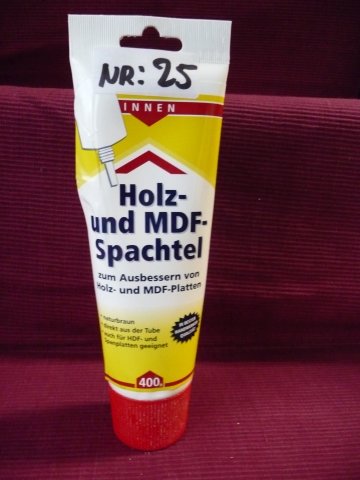 NR: 25
INNEN
Holz-
und MDF-
Spachtel
zum Ausbessern von
Holz- und MDF-Platten
naturbraun
direkt aus der Tube
auch für HDF- und
Spanplatten geeignet
400g